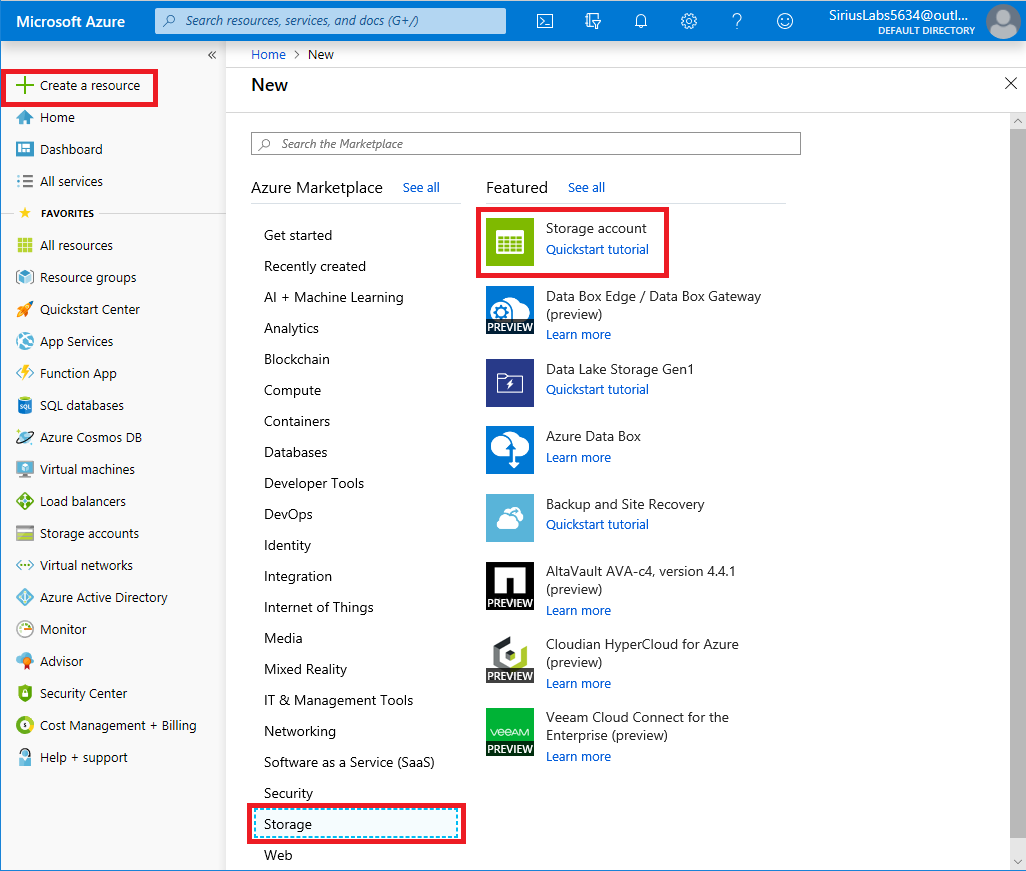 Microsoft Azure
Search resources, services, and docs (G+/)
SiriusLabs5634@outl...
DEFAULT DIRECTORY
Create a resource
Home
Dashboard
All services
FAVORITES
All resources
Resource groups
Quickstart Center
App Services
Function App
SQL
SQL databases
Azure Cosmos DB
Virtual machines
Load balancers
Storage accounts
Virtual networks
Azure Active Directory
Monitor
Advisor
Security Center
Cost Management + Billing
Help + support
Home > New
New
Search the Marketplace
Azure Marketplace See all
Get started
Recently created
AI + Machine Learning
Analytics
Blockchain
Compute
Containers
Databases
Developer Tools
DevOps
Identity
Integration
Internet of Things
Media
Mixed Reality
IT & Management Tools
Networking
Software as a Service (SaaS)
Security
Storage
Web
Featured See all
Storage account
Quickstart tutorial
Data Box Edge / Data Box Gateway
(preview)
PREVIEW
Learn more
Data Lake Storage Gen1
Quickstart tutorial
Azure Data Box
Learn more
Backup and Site Recovery
Quickstart tutorial
AltaVault AVA-c4, version 4.4.1
(preview)
PREVIEW
Learn more
Cloudian HyperCloud for Azure
(preview)
PREVIEW
Learn more
Veeam Cloud Connect for the
veeAM
Enterprise (preview)
PREVIEW
Learn more